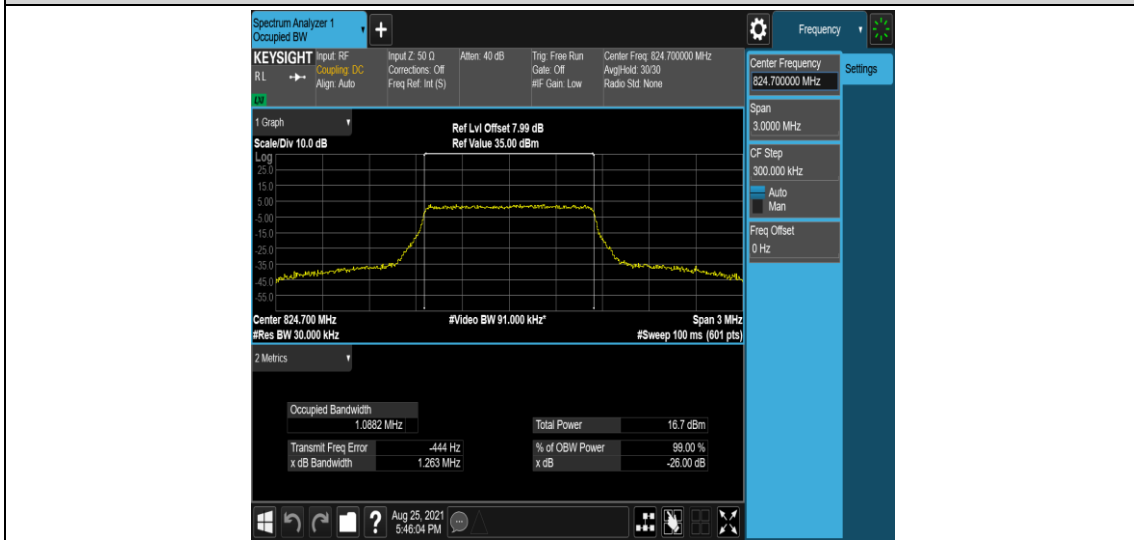 Spectrum Analyzer 1
Occupied BW
+
Frequency
KEYSIGHT Input: RF Input Z: 50 Ω Atten: 40 dB Trig: Free Run Center Freq: 824.700000 MHz
RL Coupling: DC Corrections: Off Gate: Off Avg|Hold: 30/30
Align: Auto Freq Ref: Int (S) #IF Gain: Low Radio Std: None
Center Frequency
824.700000 MHz
Settings
Span
3.0000 MHz
CF Step
300.000 kHz
Auto
Man
Freq Offset
0 Hz
1 Graph
Ref Lvl Offset 7.99 dB
Scale/Div 10.0 dB Ref Value 35.00 dBm
Log
25.0
15.0
5.00
-5.00
-15.0
-25.0
-35.0
-45.0
-55.0
Center 824.700 MHz #Video BW 91.000 kHz* Span 3 MHz
#Res BW 30.000 kHz #Sweep 100 ms (601 pts)
2 Metrics
Occupied Bandwidth
1.0882 MHz Total Power 16.7 dBm
Transmit Freq Error -444 Hz % of OBW Power 99.00 %
x dB Bandwidth 1.263 MHz x dB -26.00 dB
? Aug 25, 2021
5:46:04 PM